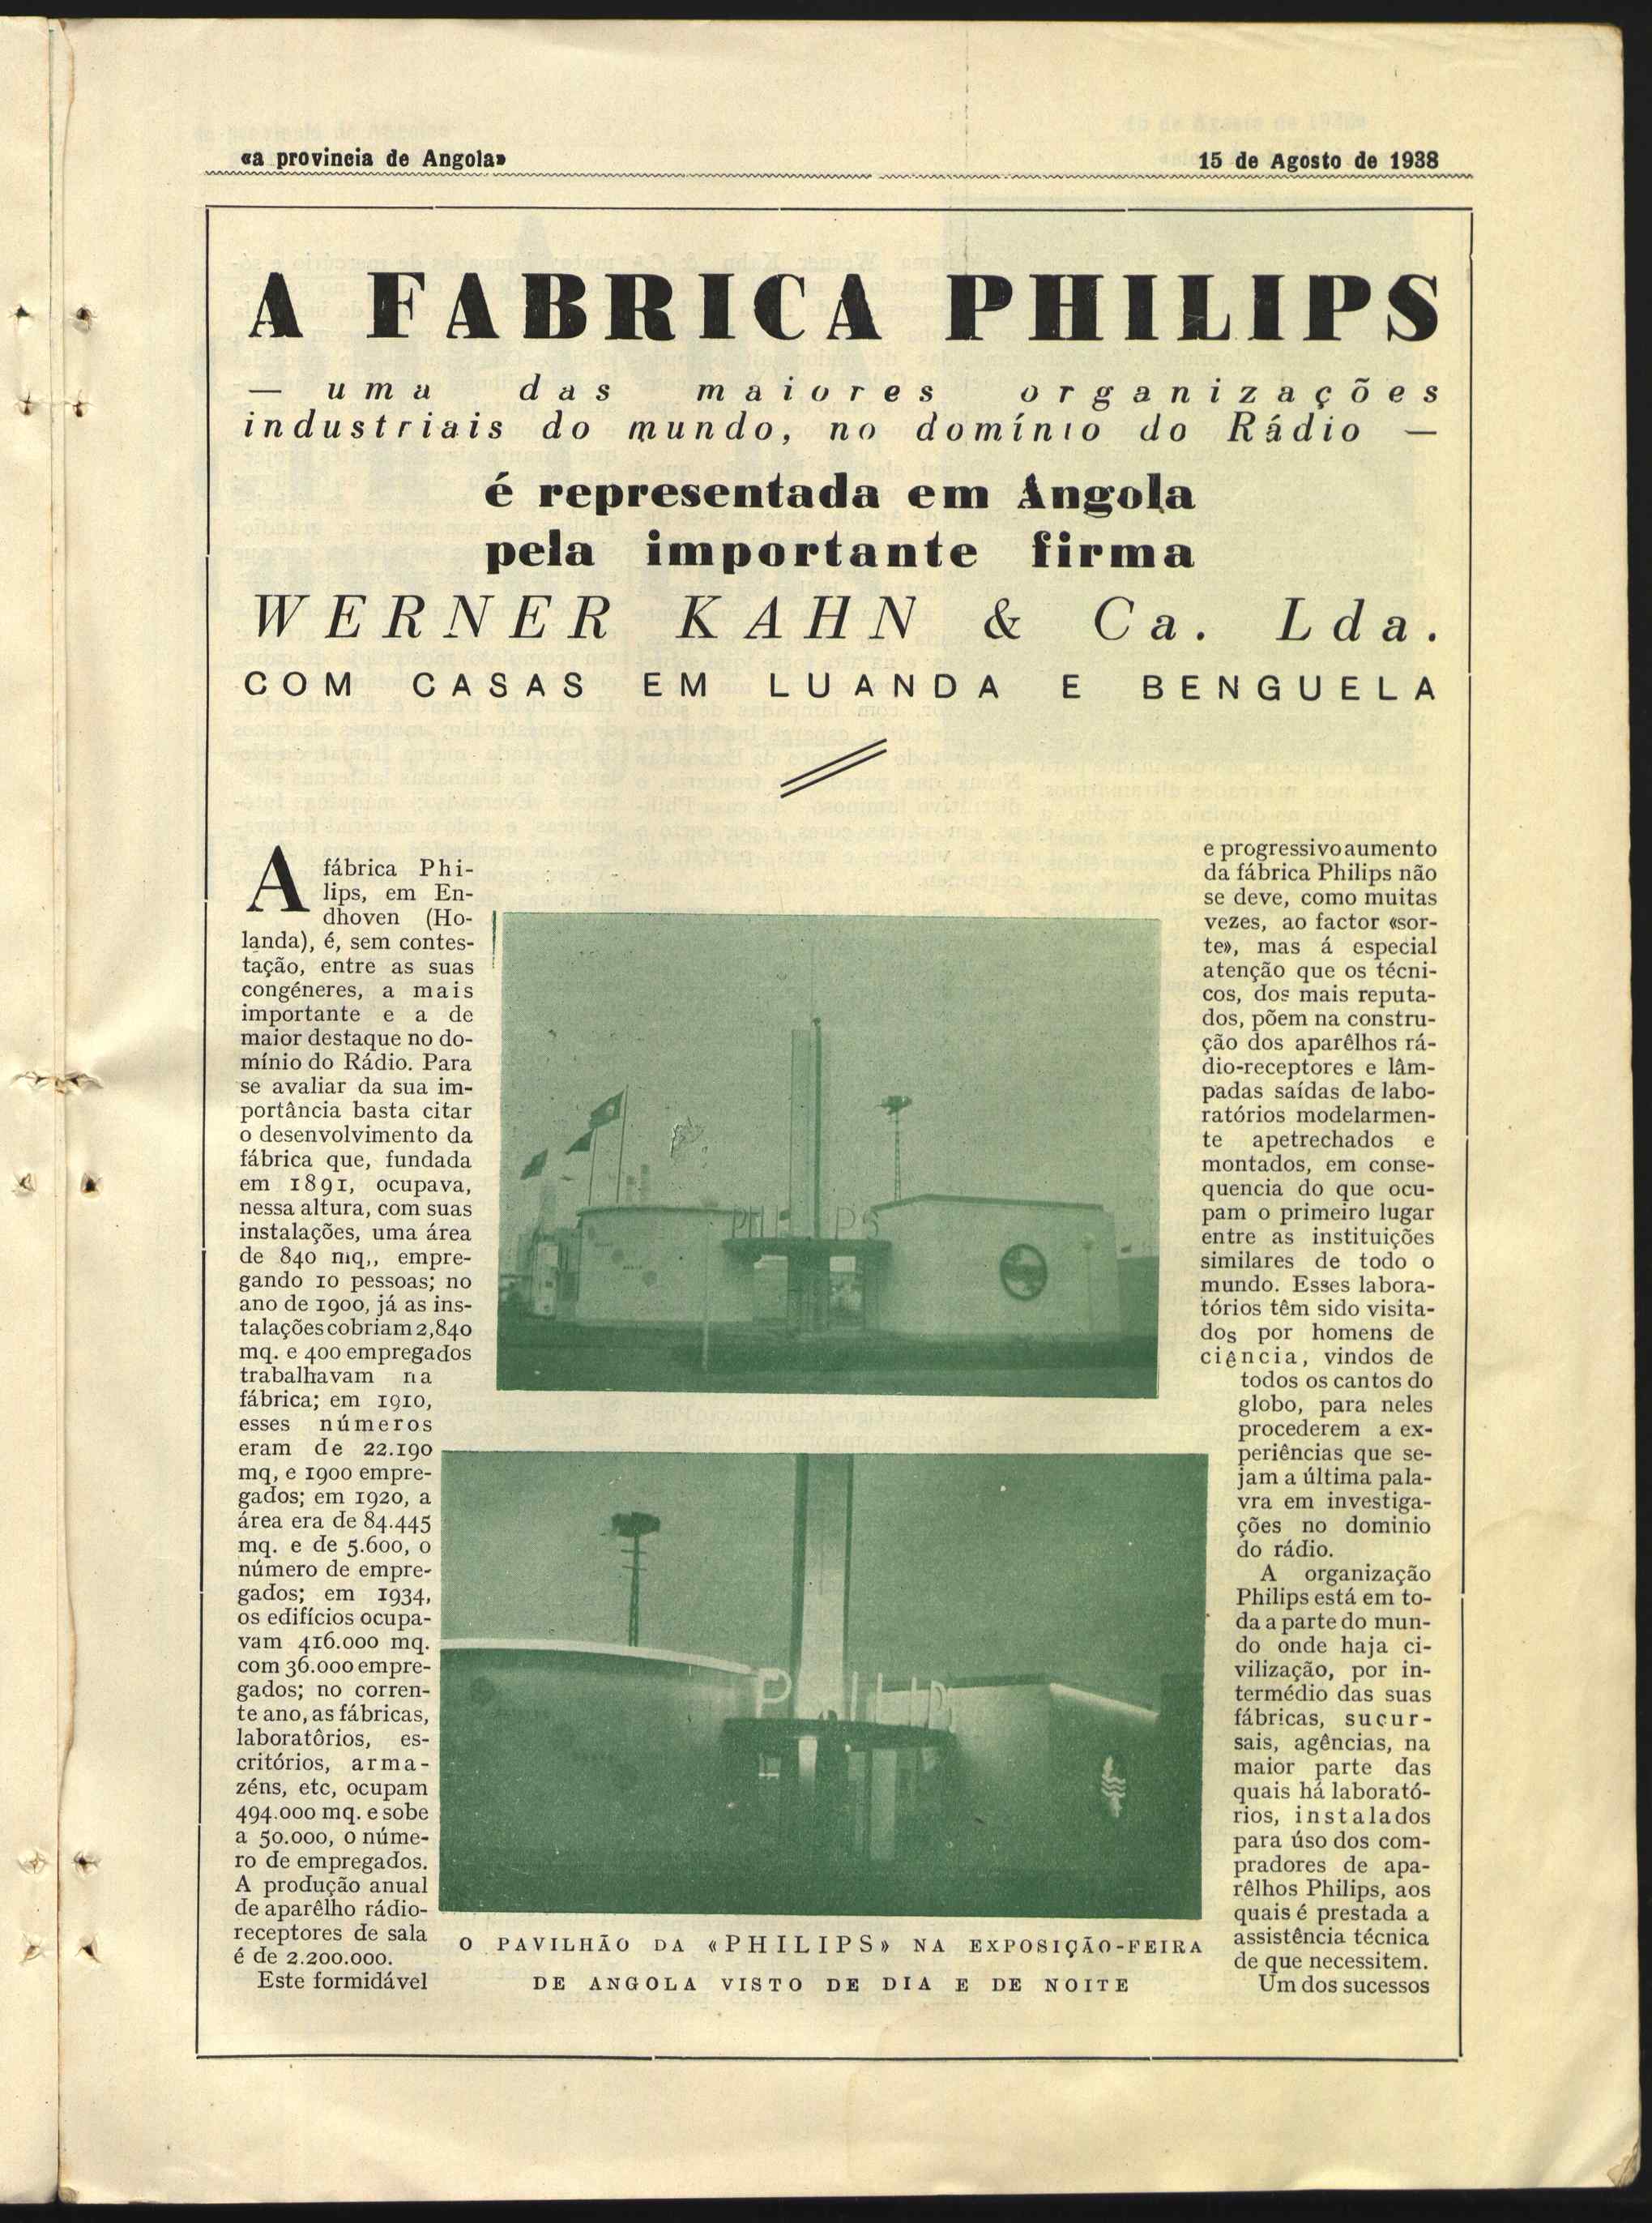 «a provincia de Angola»
15 de Agosto de 1938
A FABRICA PHILIPS
— uma das maiores organizações
industriais do mundo, no domínio do Rádio —
é representada em Angola
pela importante firma
WERNER KAHN & Ca. Lda.
COM CASAS EM LUANDA E BENGUELA
A fábrica Phi-
lips, em En-
dhoven (Ho-
landa), é, sem contes-
tação, entre as suas
congéneres, a mais
importante e a de
maior destaque no do-
mínio do Rádio. Para
se avaliar da sua im-
portância basta citar
o desenvolvimento da
fábrica que, fundada
em 1891, ocupava,
nessa altura, com suas
instalações, uma área
de 840 mq,, empre-
gando 10 pessoas; no
ano de 1900, já as ins-
talações cobriam 2,840
mq. e 400 empregados
trabalhavam na
fábrica; em 1910,
esses números
eram de 22.190
mq, e 1900 empre-
gados; em 1920, a
área era de 84.445
mq. e de 5.600, o
número de empre-
gados; em 1934,
os edifícios ocupa-
vam 416.000 mq.
com 36.000 empre-
gados; no corren-
te ano, as fábricas,
laboratôrios, es-
critórios, arma-
zéns, etc, ocupam
494.000 mq. e sobe
a 50.000, o núme-
ro de empregados.
A produção anual
de aparêlho rádio-
receptores de sala
é de 2.200.000.
Este formidável
PHILIPS
PHILIPS
O PAVILHÃO DA «PHILIPS» NA EXPOSIÇÃO-FEIRA
DE ANGOLA VISTO DE DIA E DE NOITE
e progressivo aumento
da fábrica Philips não
se deve, como muitas
vezes, ao factor «sor-
te», mas á especial
atenção que os técni-
cos, dos mais reputa-
dos, põem na constru-
ção dos aparêlhos rá-
dio-receptores e lâm-
padas saídas de labo-
ratórios modelarmen-
te apetrechados e
montados, em conse-
quencia do que ocu-
pam o primeiro lugar
entre as instituições
similares de todo o
mundo. Esses labora-
tórios têm sido visita-
dos por homens de
ciência, vindos de
todos os cantos do
globo, para neles
procederem a ex-
periências que se-
jam a última pala-
vra em investiga-
ções no dominio
do rádio.
A organização
Philips está em to-
da a parte do mun-
do onde haja ci-
vilização, por in-
termédio das suas
fábricas, sucur-
sais, agências, na
maior parte das
quais há laborató-
rios, instalados
para úso dos com-
pradores de apa-
rêlhos Philips, aos
quais é prestada a
assistência técnica
de que necessitem.
Um dos sucessos